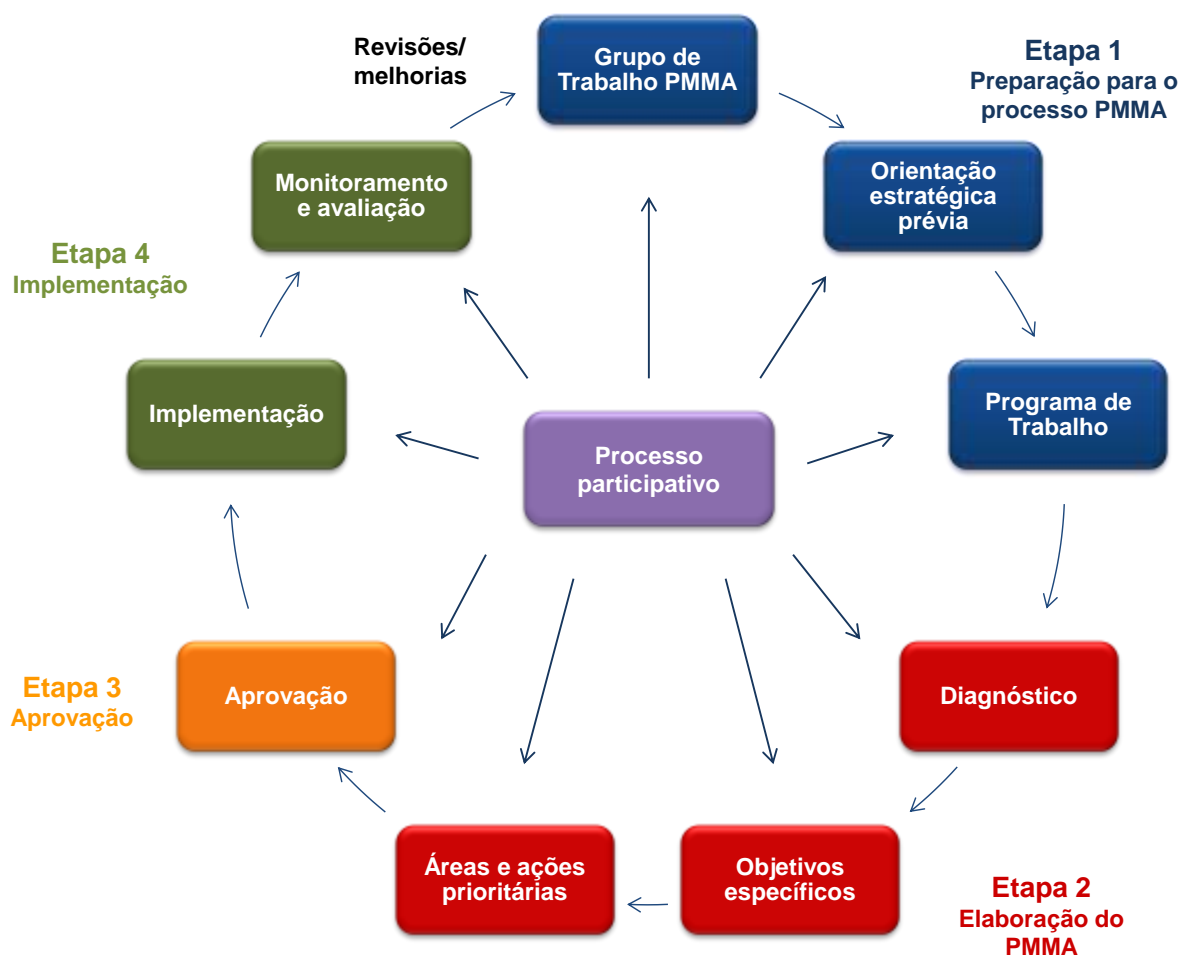 Revisões/
melhorias
Grupo de
Trabalho PMMA
Etapa 1
Preparação para o
processo PMMA
Orientação
estratégica
prévia
Monitoramento
e avaliação
Etapa 4
Implementação
Implementação
Programa de
Trabalho
Processo
participativo
Diagnóstico
Aprovação
Etapa 3
Aprovação
Áreas e ações
prioritárias
Objetivos
específicos
Etapa 2
Elaboração do
PMMA